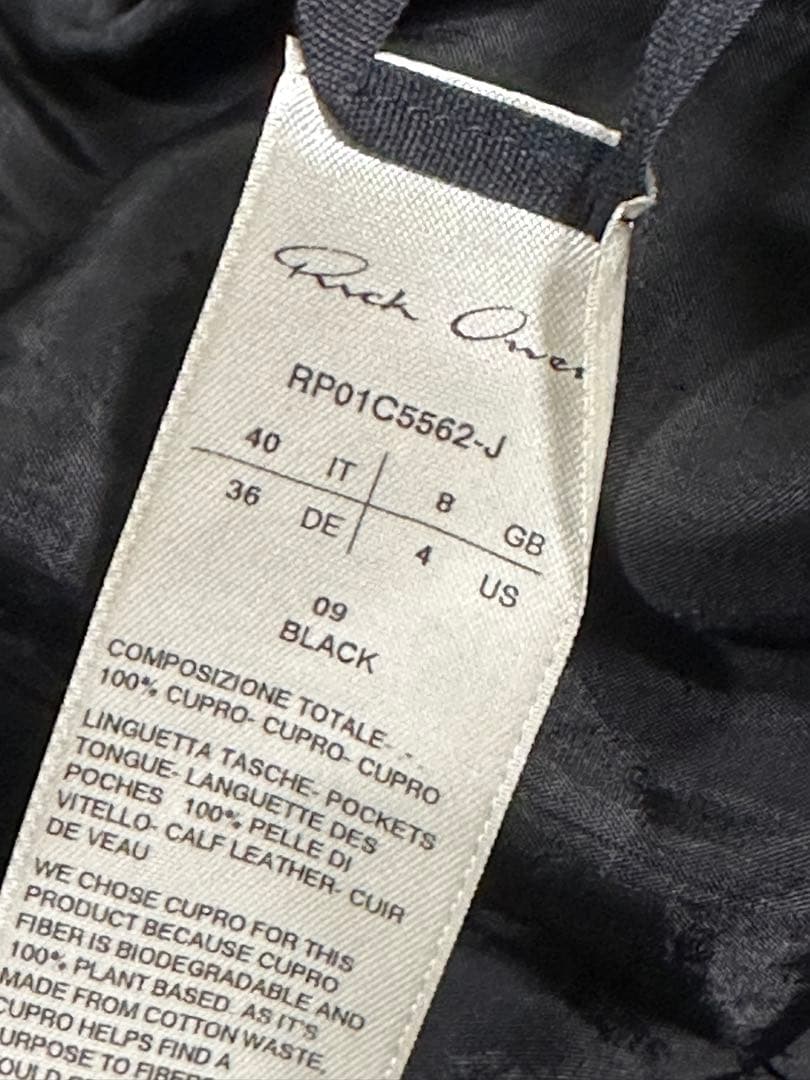 Rick Owen
RP01C5562-J
40 IT 8 GB
36 DE 4 US
09
BLACK
COMPOSIZIONE TOTALE- -
100% CUPRO- CUPRO- CUPRO
LINGUETTA TASCHE- POCKETS
TONGUE- LANGUETTE DES
POCHES 100% PELLE DI
VITELLO- CALF LEATHER- CUIR
DE VEAU
WE CHOSE CUPRO FOR THIS
PRODUCT BECAUSE CUPRO
FIBER IS BIODEGRADABLE AND
100% PLANT BASED. AS IT'S
MADE FROM COTTON WASTE,
CUPRO HELPS FIND A
URPOSE TO